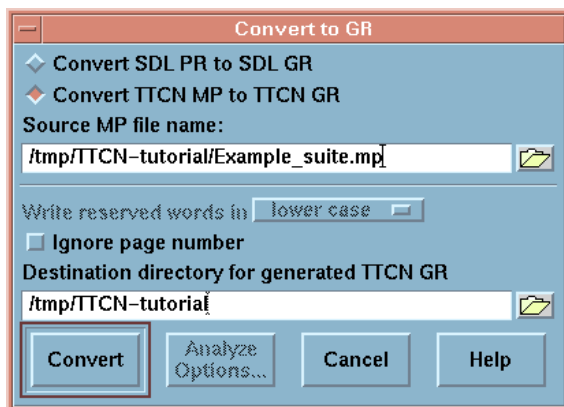 Convert to GR
Convert SDL PR to SDL GR
Convert TTCN MP to TTCN GR
Source MP file name:
/tmp/TTCN-tutorial/Example_suite.mp
Write reserved words in lower case
Ignore page number
Destination directory for generated TTCN GR
/tmp/TTCN-tutorial
Convert Analyze Options... Cancel Help